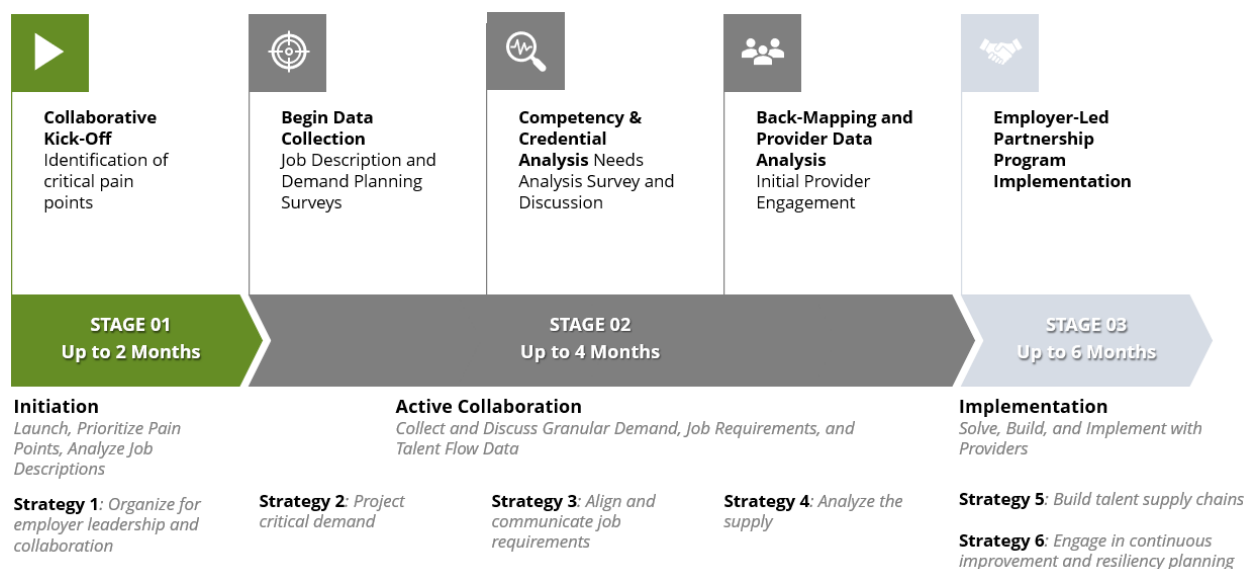 Collaborative
Kick-Off
Identification of
critical pain
points
Begin Data
Collection
Job Description and
Demand Planning
Surveys
Competency &
Credential
Analysis Needs
Analysis Survey and
Discussion
Back-Mapping and
Provider Data
Analysis
Initial Provider
Engagement
Employer-Led
Partnership
Program
Implementation
STAGE 01
Up to 2 Months
STAGE 02
Up to 4 Months
STAGE 03
Up to 6 Months
Initiation
Launch, Prioritize Pain
Points, Analyze Job
Descriptions
Active Collaboration
Collect and Discuss Granular Demand, Job Requirements, and
Talent Flow Data
Implementation
Solve, Build, and Implement with
Providers
Strategy 1: Organize for
employer leadership and
collaboration
Strategy 2: Project
critical demand
Strategy 3: Align and
communicate job
requirements
Strategy 4: Analyze the
supply
Strategy 5: Build talent supply chains
Strategy 6: Engage in continuous
improvement and resiliency planning